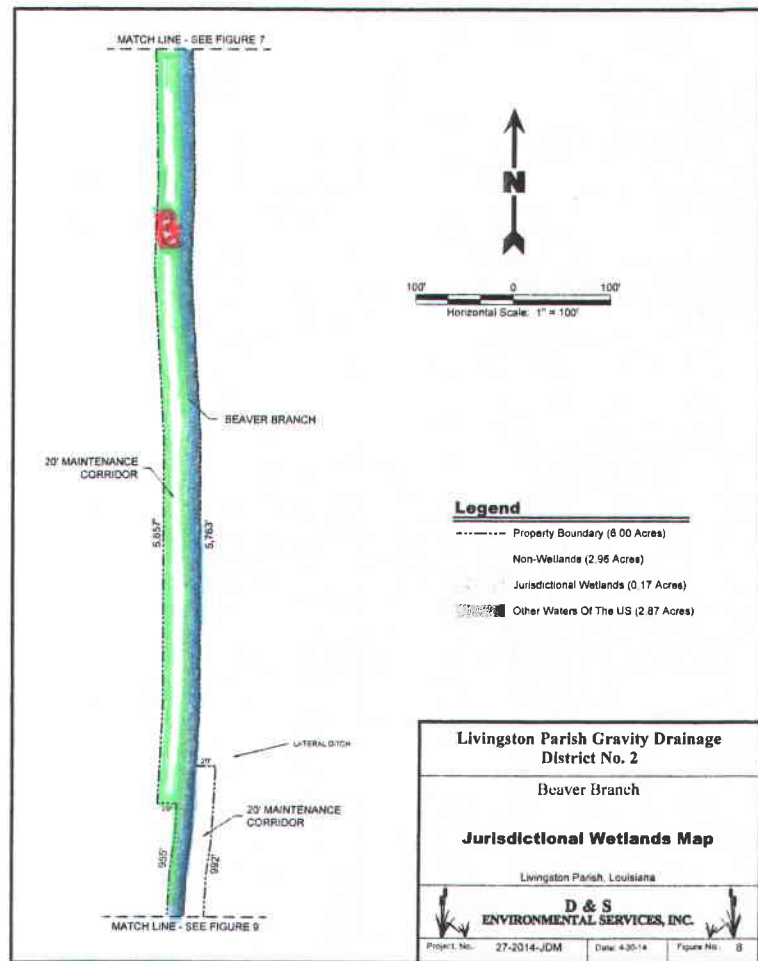 MATCH LINE - SEE FIGURE 7
N
100' 0 100'
Horizontal Scale: 1" = 100'
BEAVER BRANCH
20' MAINTENANCE
CORRIDOR
5,857'
5,763'
Legend
Property Boundary (6.00 Acres)
Non-Wetlands (2.96 Acres)
Jurisdictional Wetlands (0.17 Acres)
Other Waters Of The US (2.87 Acres)
LATERAL DITCH
20'
20'
20' MAINTENANCE
CORRIDOR
955'
992'
MATCH LINE - SEE FIGURE 9
Livingston Parish Gravity Drainage
District No. 2
Beaver Branch
Jurisdictional Wetlands Map
Livingston Parish, Louisiana
D & S
ENVIRONMENTAL SERVICES, INC.
Project. No. 27-2014-JDM Date: 4-30-14 Figure No. 8